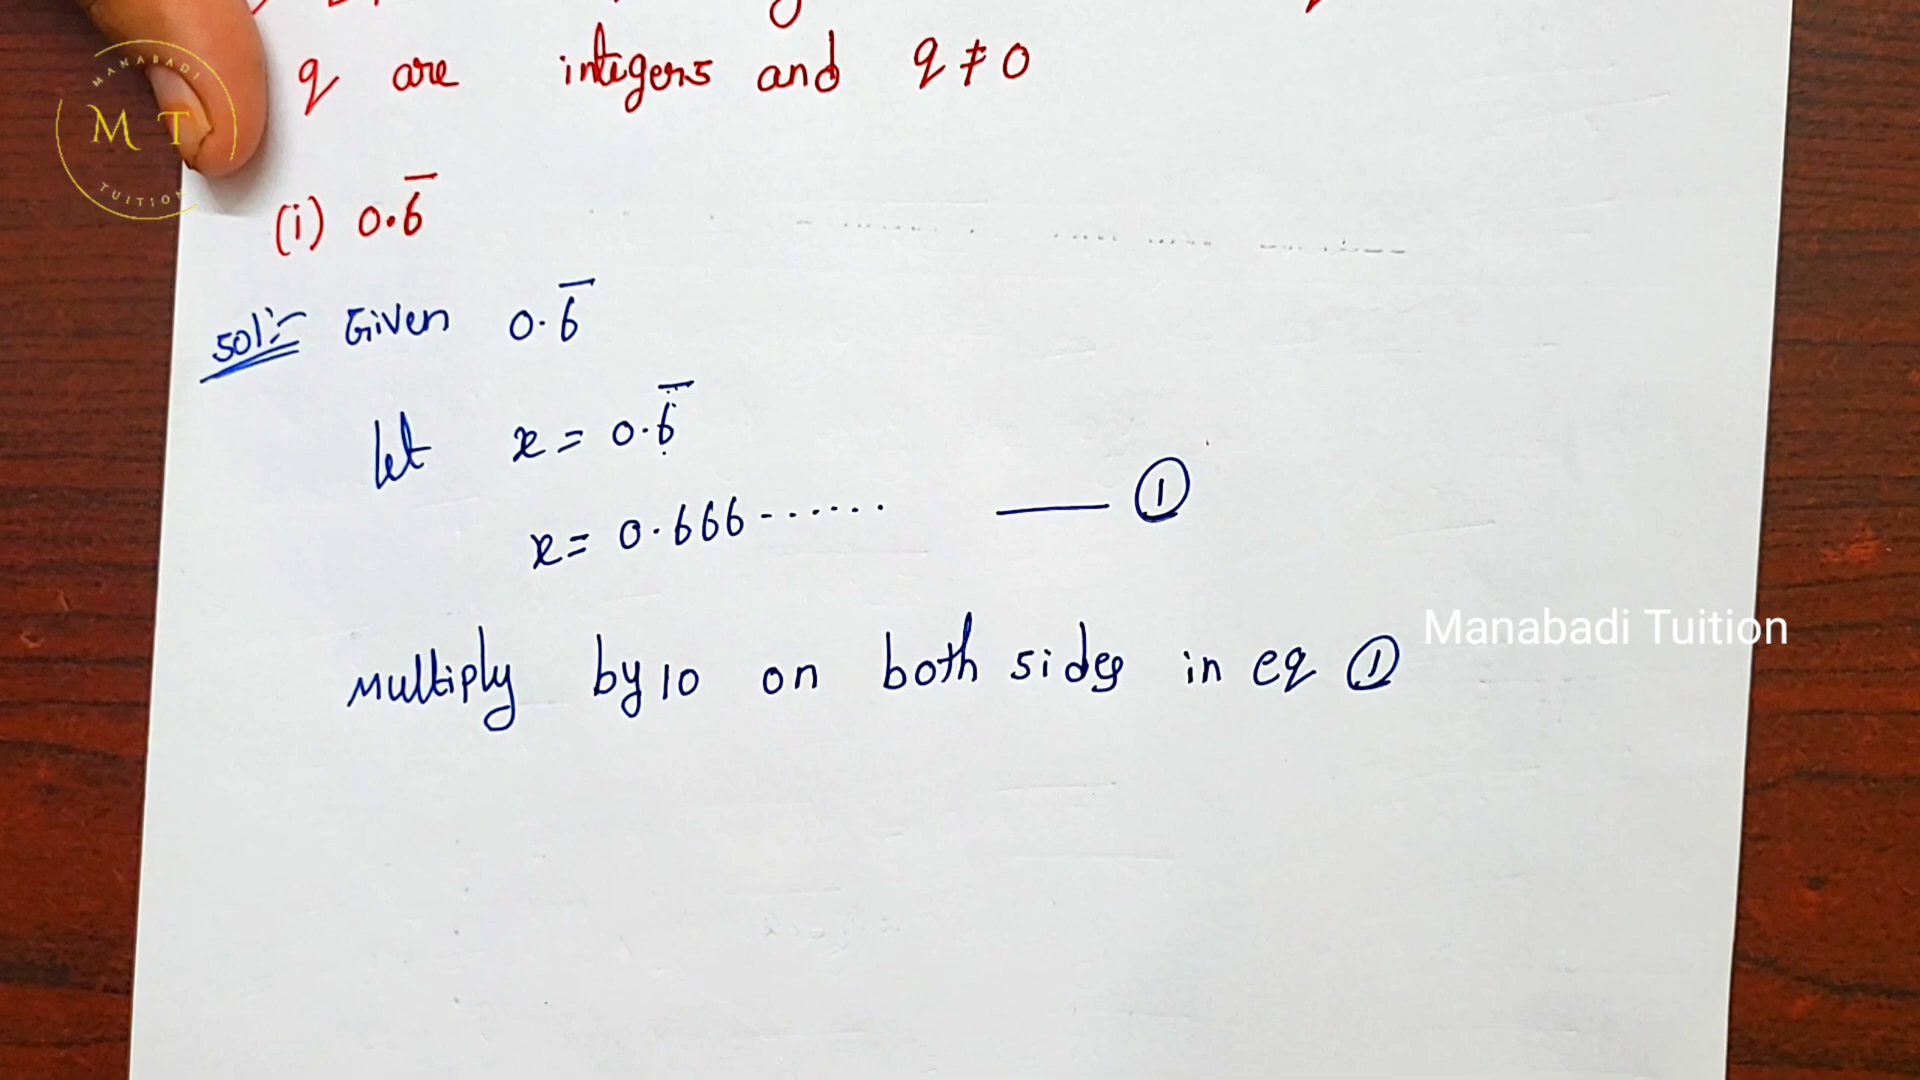 q are integers and q ≠ 0
MANABADI
M T
TUITION
(i) 0.6̅
Sol:- Given 0.6̅
Let x = 0.6̅
x = 0.666...... —— ①
Manabadi Tuition
Multiply by 10 on both sides in eq ①